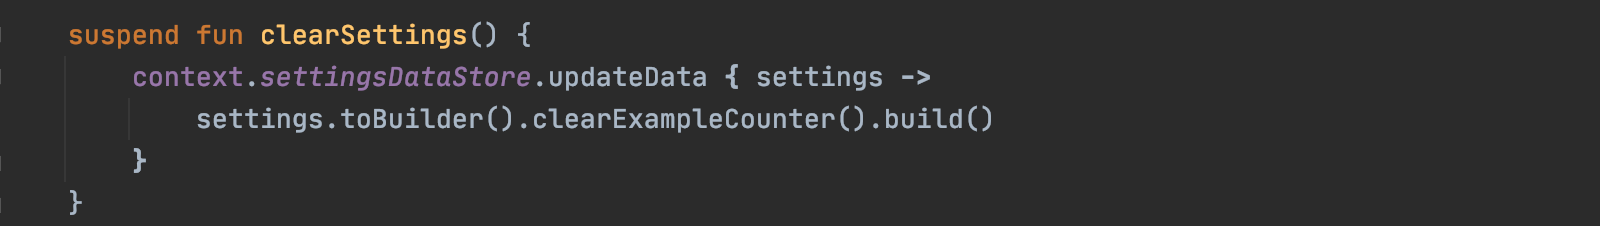 suspend fun clearSettings() {
    context.settingsDataStore.updateData { settings ->
        settings.toBuilder().clearExampleCounter().build()
    }
}